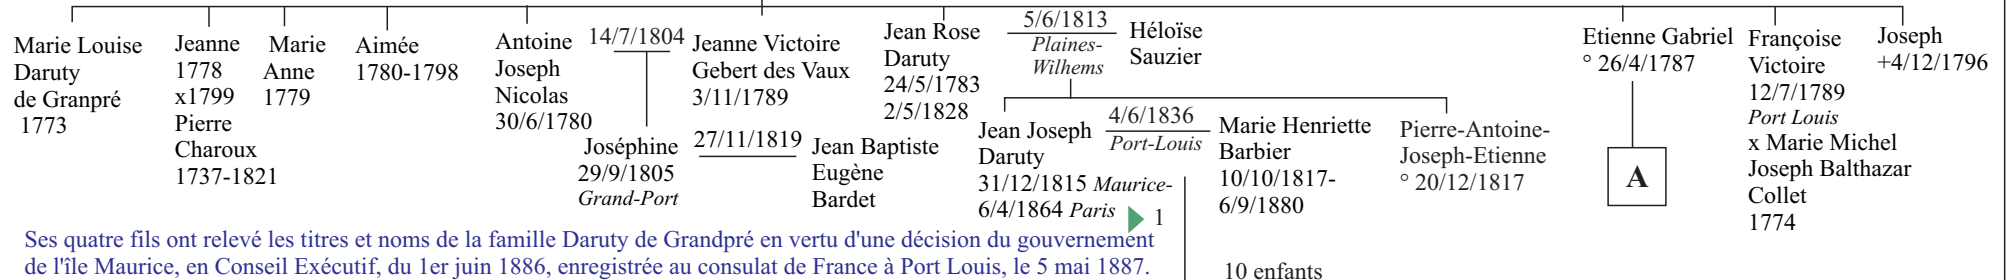 Marie Louise
Daruty
de Granpré
1773
Jeanne
1778
x1799
Pierre
Charoux
1737-1821
Marie
Anne
1779
Aimée
1780-1798
Antoine
Joseph
Nicolas
30/6/1780
14/7/1804
Jeanne Victoire
Gebert des Vaux
3/11/1789
Joséphine
29/9/1805
Grand-Port
27/11/1819
Jean Baptiste
Eugène
Bardet
Jean Rose
Daruty
24/5/1783
2/5/1828
5/6/1813
Plaines-
Wilhems
Héloïse
Sauzier
Jean Joseph
Daruty
31/12/1815 Maurice-
6/4/1864 Paris
1
4/6/1836
Port-Louis
Marie Henriette
Barbier
10/10/1817-
6/9/1880
Pierre-Antoine-
Joseph-Etienne
° 20/12/1817
Etienne Gabriel
° 26/4/1787
A
Françoise
Victoire
12/7/1789
Port Louis
x Marie Michel
Joseph Balthazar
Collet
1774
Joseph
+4/12/1796
Ses quatre fils ont relevé les titres et noms de la famille Daruty de Grandpré en vertu d'une décision du gouvernement
de l'île Maurice, en Conseil Exécutif, du 1er juin 1886, enregistrée au consulat de France à Port Louis, le 5 mai 1887.
10 enfants